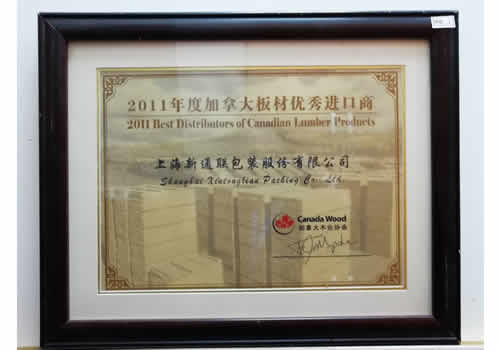 2011年度加拿大板材优秀进口商
2011 Best Distributors of Canadian Lumber Products
上海新通联包装股份有限公司
Shanghai Xintonglian Packing Co., Ltd.
Canada Wood
加拿大木业协会